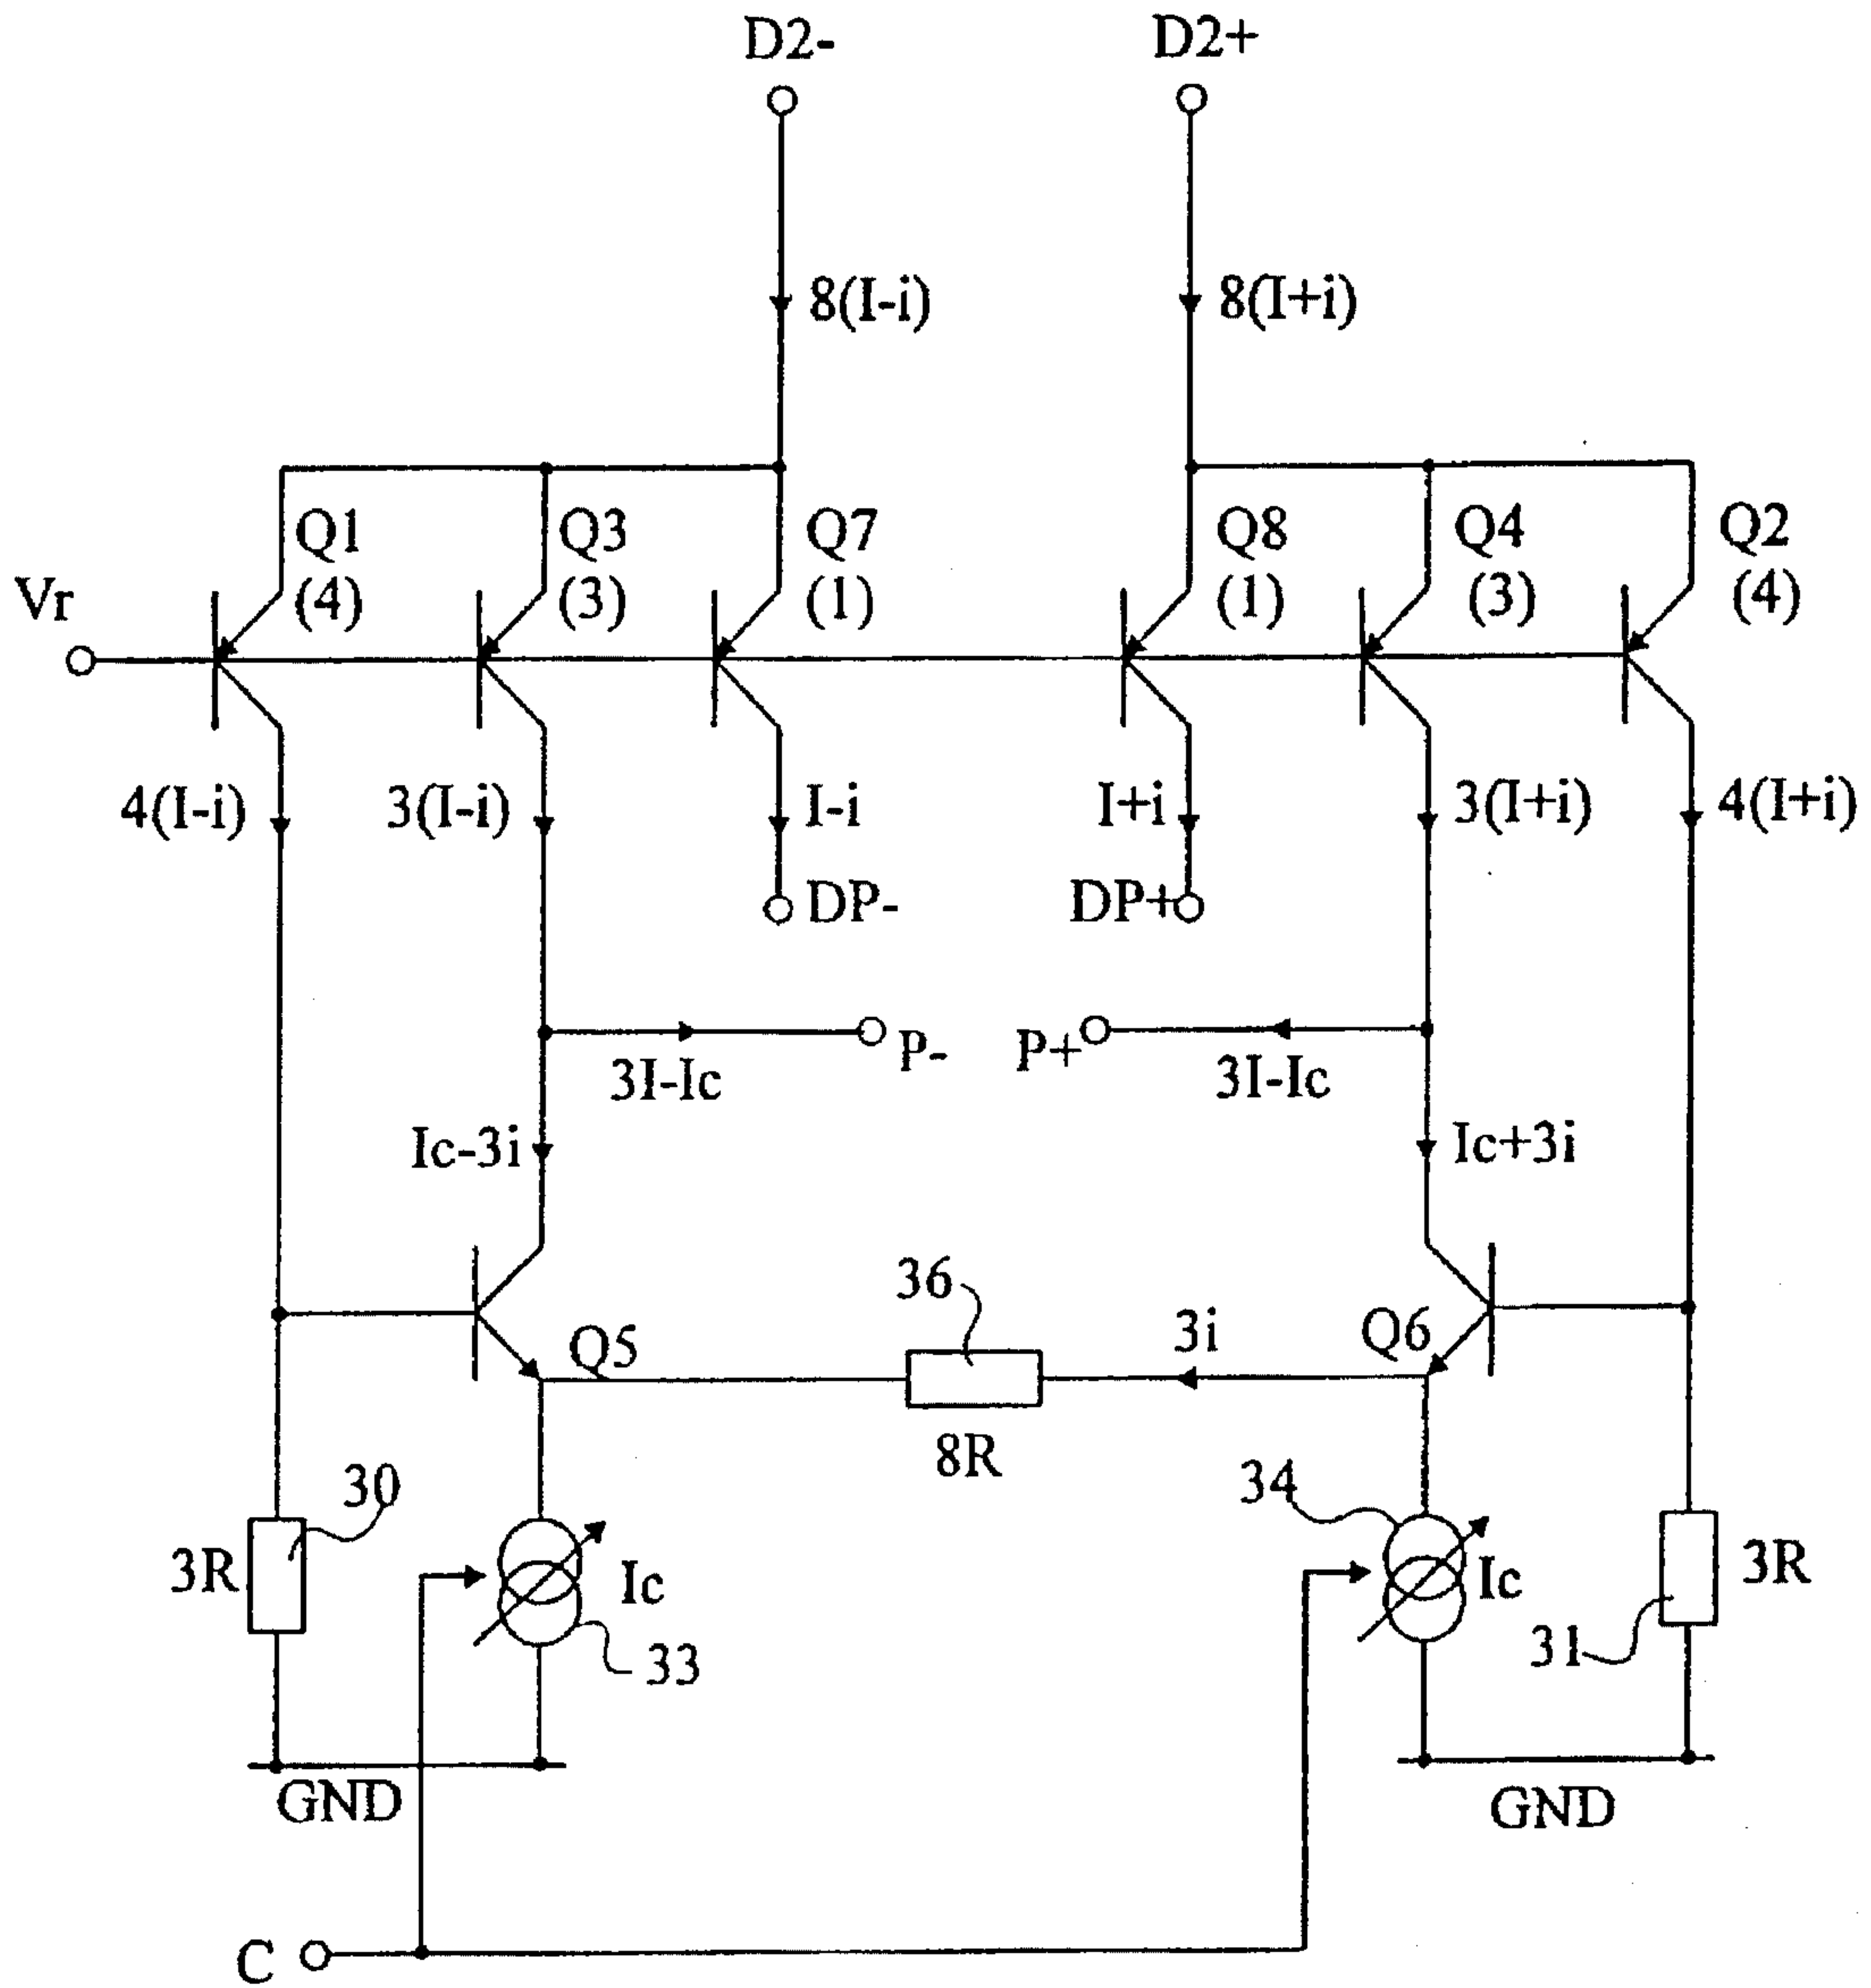 D2-
D2+
8(I-i)
8(I+i)
Q1
(4)
Q3
(3)
Q7
(1)
Q8
(1)
Q4
(3)
Q2
(4)
Vr
4(I-i)
3(I-i)
I-i
I+i
3(I+i)
4(I+i)
DP-
DP+
P-
P+
3I-Ic
3I-Ic
Ic-3i
Ic+3i
36
Q5
3i
Q6
8R
30
34
3R
Ic
Ic
3R
33
31
GND
GND
C